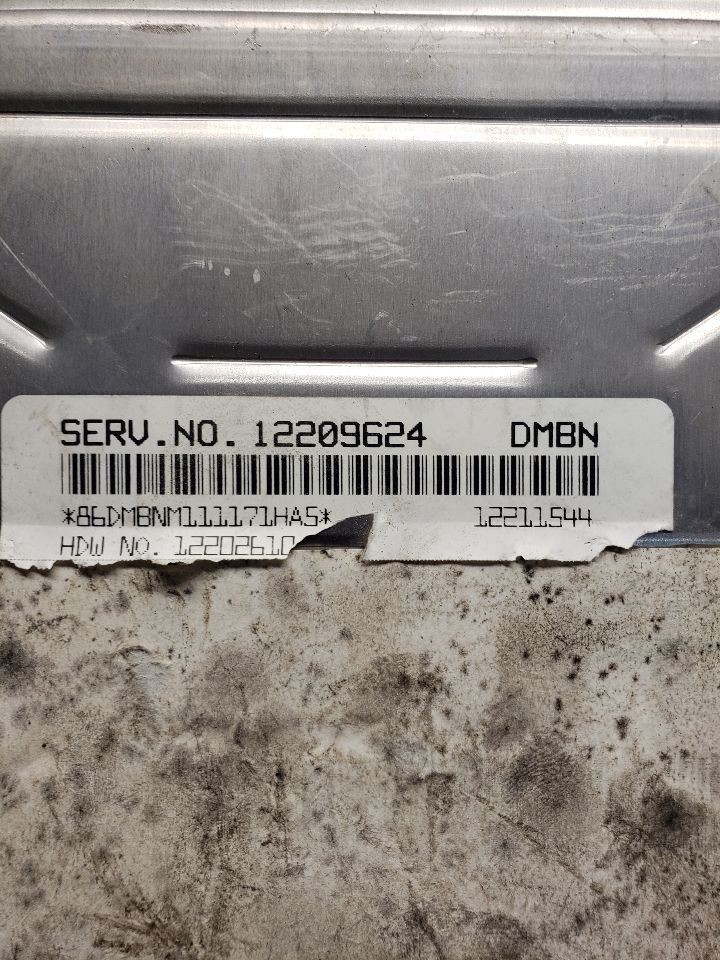 SERV.NO. 12209624 DMBN
*86DMBNM111171HA5* 12211544
HDW NO. 12202610